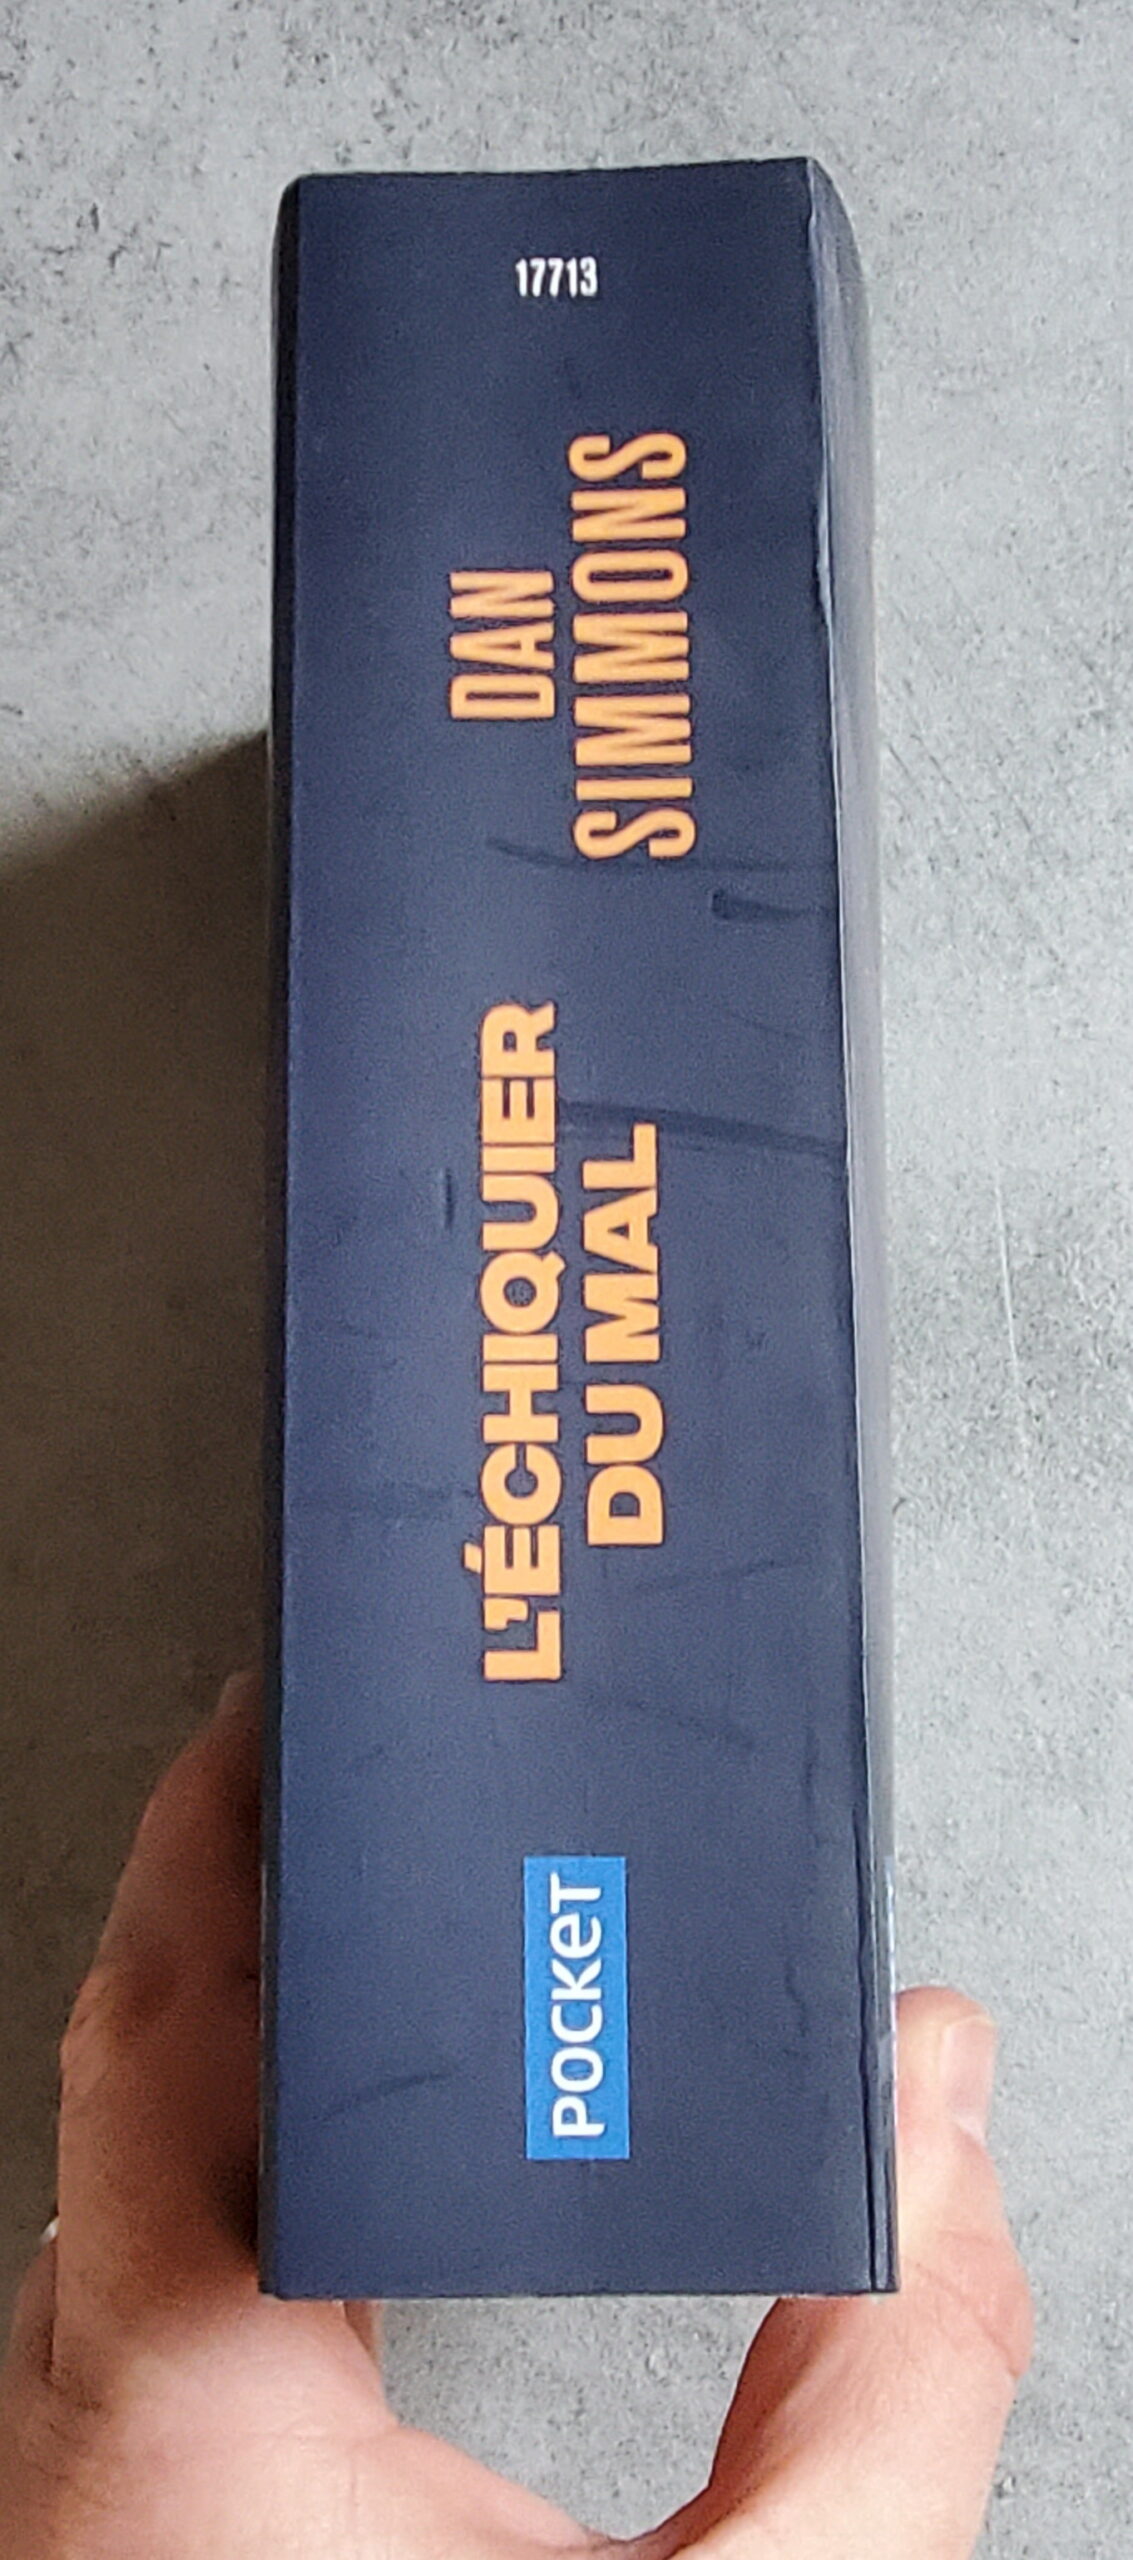 17713
DAN
SIMMONS
L'ÉCHIQUIER
DU MAL
POCKET